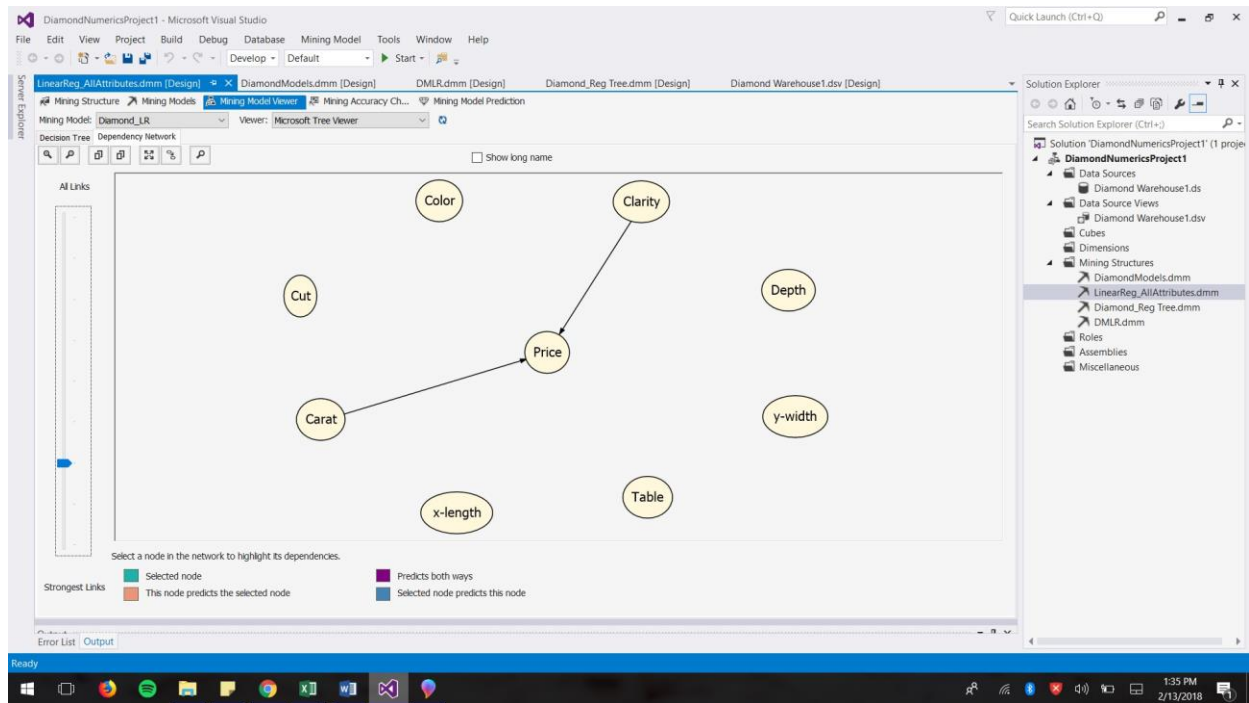 DiamondNumericsProject1 - Microsoft Visual Studio
Quick Launch (Ctrl+Q)
File Edit View Project Build Debug Database Mining Model Tools Window Help
Develop Default Start
Server Explorer
LinearReg_AllAttributes.dmm [Design] DiamondModels.dmm [Design] DMLR.dmm [Design] Diamond_Reg Tree.dmm [Design] Diamond Warehouse1.dsv [Design]
Mining Structure Mining Models Mining Model Viewer Mining Accuracy Ch... Mining Model Prediction
Mining Model: Diamond_LR Viewer: Microsoft Tree Viewer
Decision Tree Dependency Network
Show long name
All Links
Color
Clarity
Cut
Depth
Price
Carat
y-width
Table
x-length
Select a node in the network to highlight its dependencies.
Strongest Links
Selected node
Predicts both ways
This node predicts the selected node
Selected node predicts this node
Output
Error List Output
Solution Explorer
Search Solution Explorer (Ctrl+;)
Solution 'DiamondNumericsProject1' (1 proje
DiamondNumericsProject1
Data Sources
Diamond Warehouse1.ds
Data Source Views
Diamond Warehouse1.dsv
Cubes
Dimensions
Mining Structures
DiamondModels.dmm
LinearReg_AllAttributes.dmm
Diamond_Reg Tree.dmm
DMLR.dmm
Roles
Assemblies
Miscellaneous
Ready
1:35 PM
2/13/2018